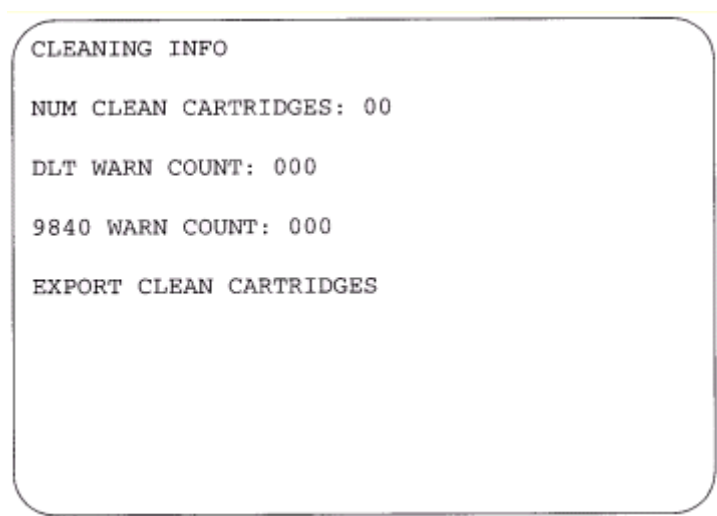 CLEANING INFO
NUM CLEAN CARTRIDGES: 00
DLT WARN COUNT: 000
9840 WARN COUNT: 000
EXPORT CLEAN CARTRIDGES